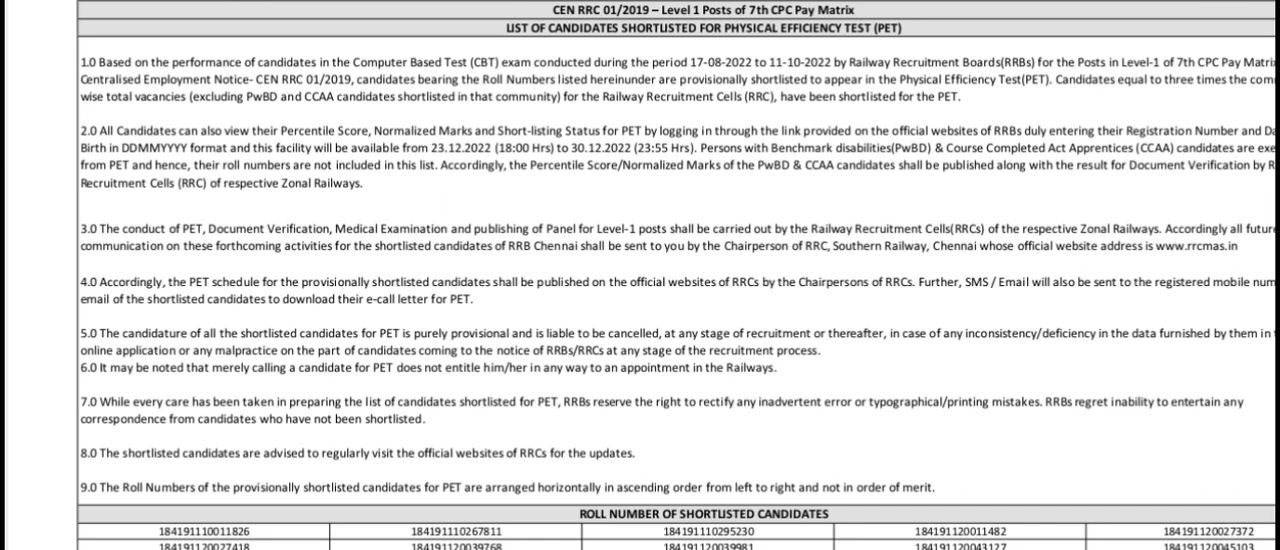 CEN RRC 01/2019 – Level 1 Posts of 7th CPC Pay Matrix
LIST OF CANDIDATES SHORTLISTED FOR PHYSICAL EFFICIENCY TEST (PET)
1.0 Based on the performance of candidates in the Computer Based Test (CBT) exam conducted during the period 17-08-2022 to 11-10-2022 by Railway Recruitment Boards(RRBs) for the Posts in Level-1 of 7th CPC Pay Matri
Centralised Employment Notice- CEN RRC 01/2019, candidates bearing the Roll Numbers listed hereinunder are provisionally shortlisted to appear in the Physical Efficiency Test(PET). Candidates equal to three times the com
wise total vacancies (excluding PwBD and CCAA candidates shortlisted in that community) for the Railway Recruitment Cells (RRC), have been shortlisted for the PET.
2.0 All Candidates can also view their Percentile Score, Normalized Marks and Short-listing Status for PET by logging in through the link provided on the official websites of RRBs duly entering their Registration Number and Da
Birth in DDMMYYYY format and this facility will be available from 23.12.2022 (18:00 Hrs) to 30.12.2022 (23:55 Hrs). Persons with Benchmark disabilities(PwBD) & Course Completed Act Apprentices (CCAA) candidates are exe
from PET and hence, their roll numbers are not included in this list. Accordingly, the Percentile Score/Normalized Marks of the PwBD & CCAA candidates shall be published along with the result for Document Verification by R
Recruitment Cells (RRC) of respective Zonal Railways.
3.0 The conduct of PET, Document Verification, Medical Examination and publishing of Panel for Level-1 posts shall be carried out by the Railway Recruitment Cells(RRCs) of the respective Zonal Railways. Accordingly all future
communication on these forthcoming activities for the shortlisted candidates of RRB Chennai shall be sent to you by the Chairperson of RRC, Southern Railway, Chennai whose official website address is www.rrcmas.in
4.0 Accordingly, the PET schedule for the provisionally shortlisted candidates shall be published on the official websites of RRCs by the Chairpersons of RRCs. Further, SMS / Email will also be sent to the registered mobile num
email of the shortlisted candidates to download their e-call letter for PET.
5.0 The candidature of all the shortlisted candidates for PET is purely provisional and is liable to be cancelled, at any stage of recruitment or thereafter, in case of any inconsistency/deficiency in the data furnished by them in
online application or any malpractice on the part of candidates coming to the notice of RRBs/RRCs at any stage of the recruitment process.
6.0 It may be noted that merely calling a candidate for PET does not entitle him/her in any way to an appointment in the Railways.
7.0 While every care has been taken in preparing the list of candidates shortlisted for PET, RRBs reserve the right to rectify any inadvertent error or typographical/printing mistakes. RRBs regret inability to entertain any
correspondence from candidates who have not been shortlisted.
8.0 The shortlisted candidates are advised to regularly visit the official websites of RRCs for the updates.
9.0 The Roll Numbers of the provisionally shortlisted candidates for PET are arranged horizontally in ascending order from left to right and not in order of merit.
ROLL NUMBER OF SHORTLISTED CANDIDATES
184191110011826 184191110267811 184191110295230 184191120011482 184191120027372
184191120027418 184191120039768 184191120039981 184191120043127 184191120045103